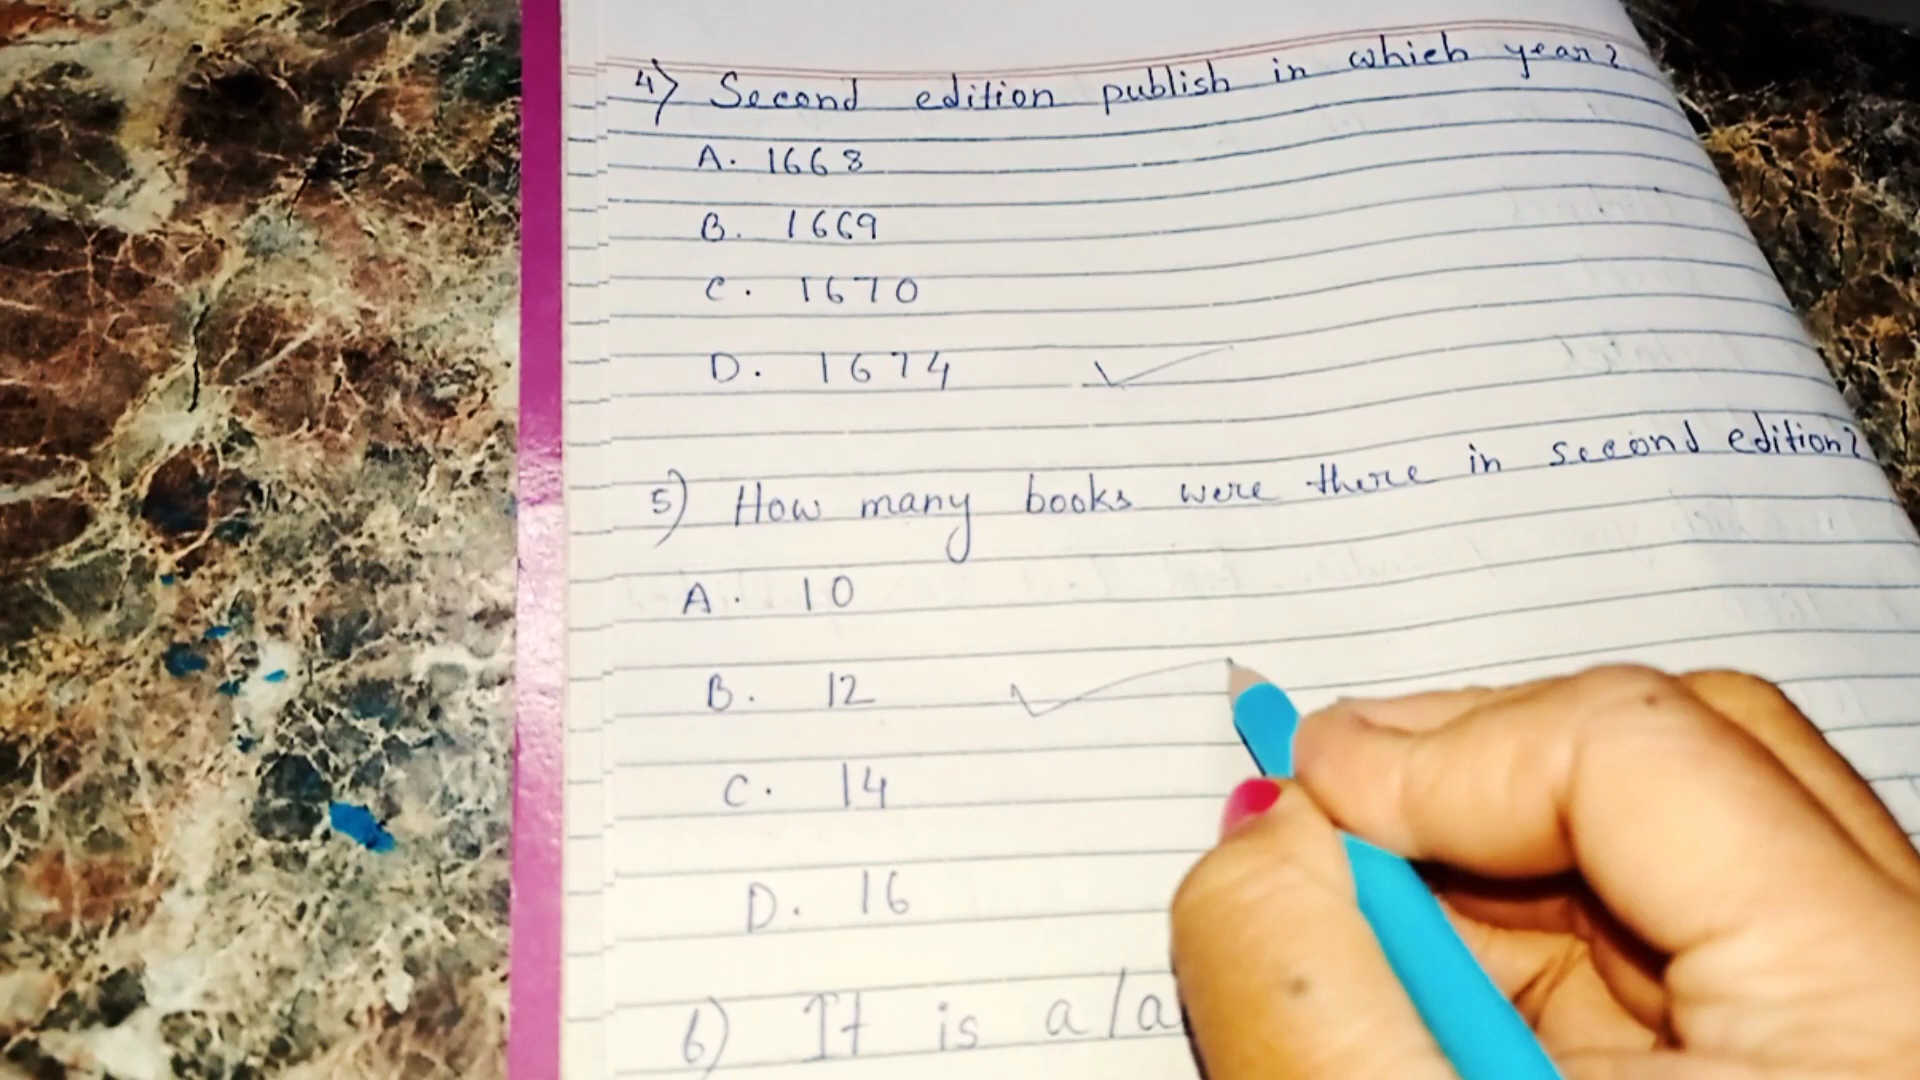 4) Second edition publish in which year?
A. 1668
B. 1669
C. 1670
D. 1674
5) How many books were there in second edition?
A. 10
B. 12
C. 14
D. 16
6) It is a/a